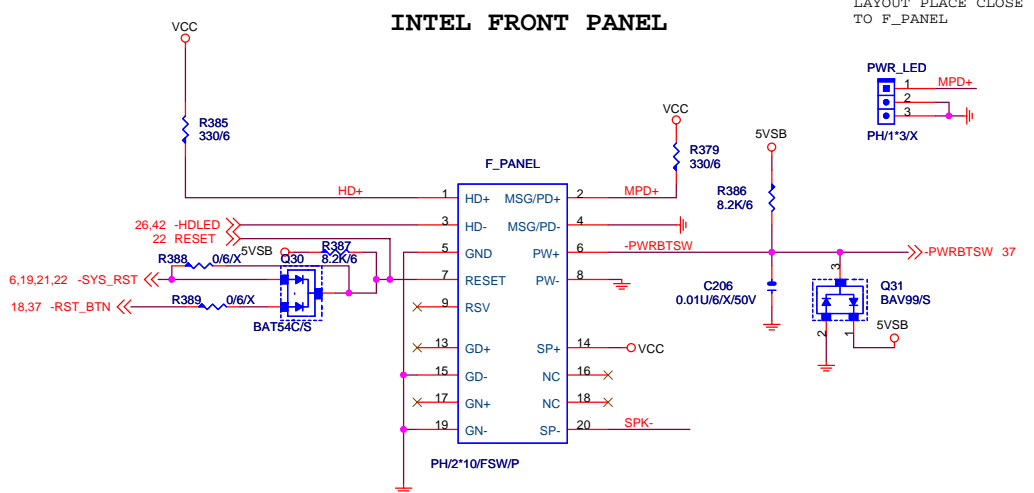 LAYOUT PLACE CLOSE
TO F_PANEL
INTEL FRONT PANEL
VCC
R385
330/6
VCC
R379
330/6
5VSB
R386
8.2K/6
PWR_LED
1
2
3
MPD+
PH/1*3/X
F_PANEL
HD+
1
HD+
MSG/PD+
2
MPD+
26,42 -HDLED
3
HD-
MSG/PD-
4
22 RESET
5VSB
R387
8.2K/6
5
GND
PW+
6
-PWRBTSW
-PWRBTSW 37
R388
0/6/X
Q30
6,19,21,22 -SYS_RST
7
RESET
PW-
8
18,37 -RST_BTN
R389
0/6/X
BAT54C/S
9
RSV
C206
0.01U/6/X/50V
3
Q31
BAV99/S
2
1
5VSB
13
GD+
SP+
14
VCC
15
GD-
NC
16
17
GN+
NC
18
19
GN-
SP-
20
SPK-
PH/2*10/FSW/P